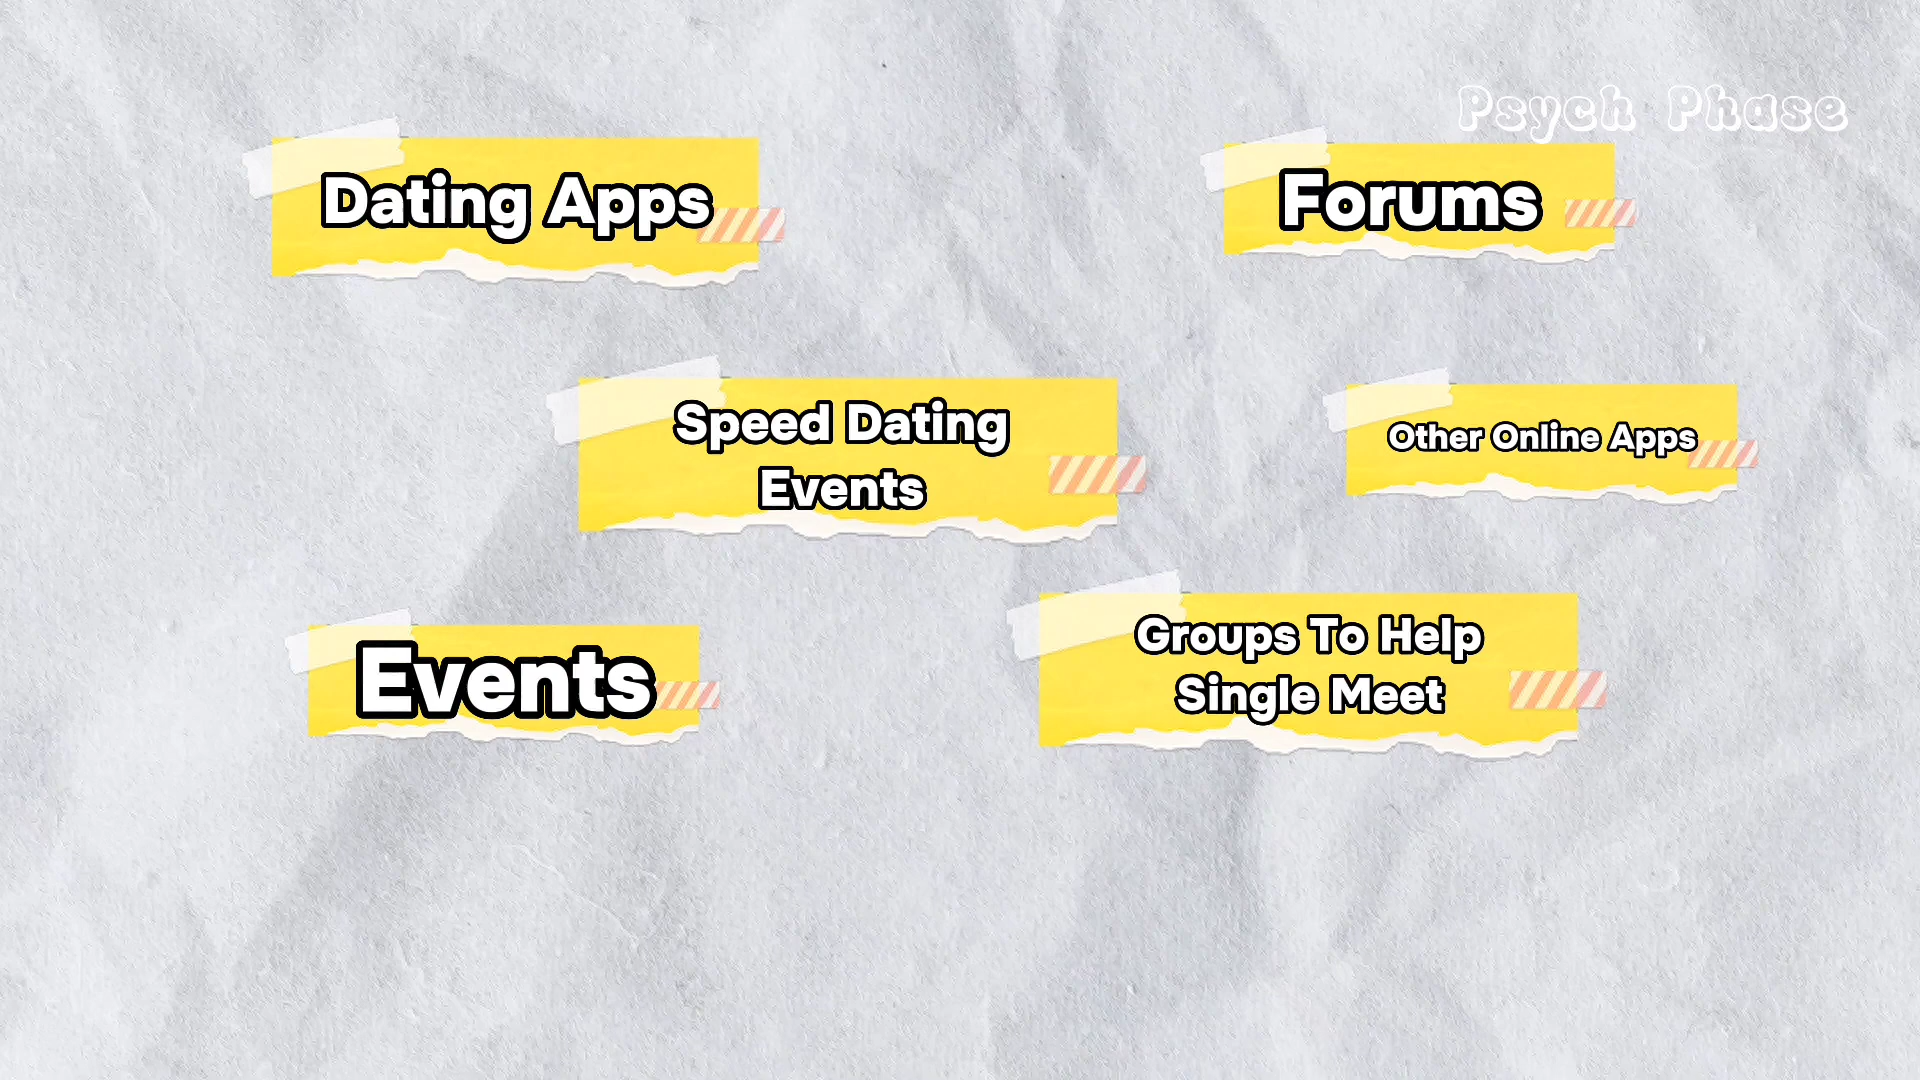 Psych Phase
Dating Apps
Forums
Speed Dating
Events
Other Online Apps
Events
Groups To Help
Single Meet